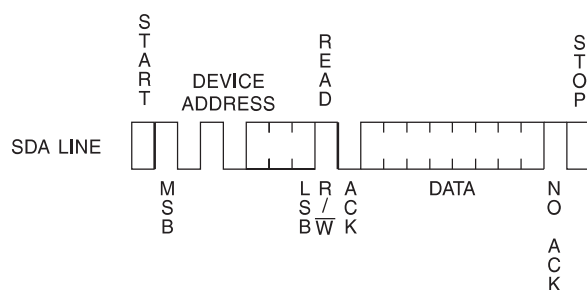 START
READ
STOP
DEVICE
ADDRESS
SDA LINE
MSB
LSB
R/W̅
ACK
DATA
NO ACK